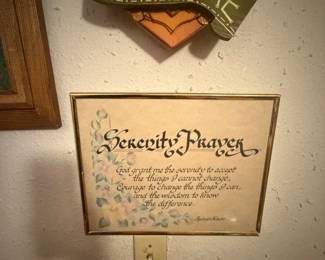 Serenity Prayer
God grant me the serenity to accept
the things I cannot change,
Courage to change the things I can,
and the wisdom to know
the difference.